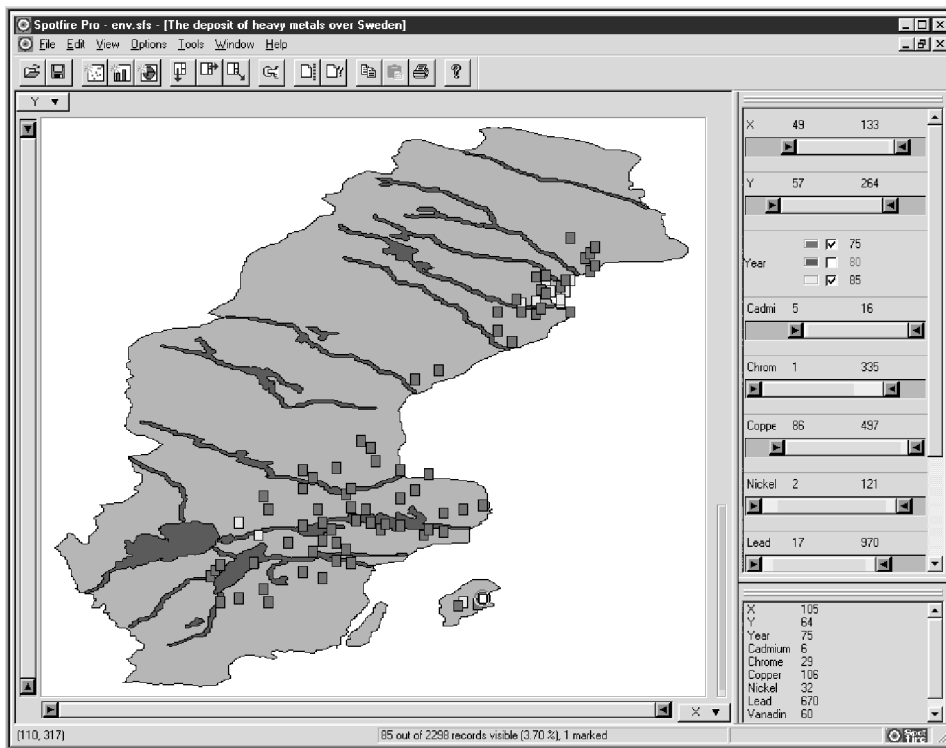 Spotfire Pro - env.sfs - [The deposit of heavy metals over Sweden]
File Edit View Options Tools Window Help
Y
X 49 133
Y 57 264
Year
75
80
85
Cadmi 5 16
Chrom 1 335
Coppe 86 497
Nickel 2 121
Lead 17 970
X 105
Y 64
Year 75
Cadmium 6
Chrome 29
Copper 106
Nickel 32
Lead 670
Vanadin 60
X
(110, 317)
85 out of 2298 records visible (3.70 %), 1 marked
Spot
fire